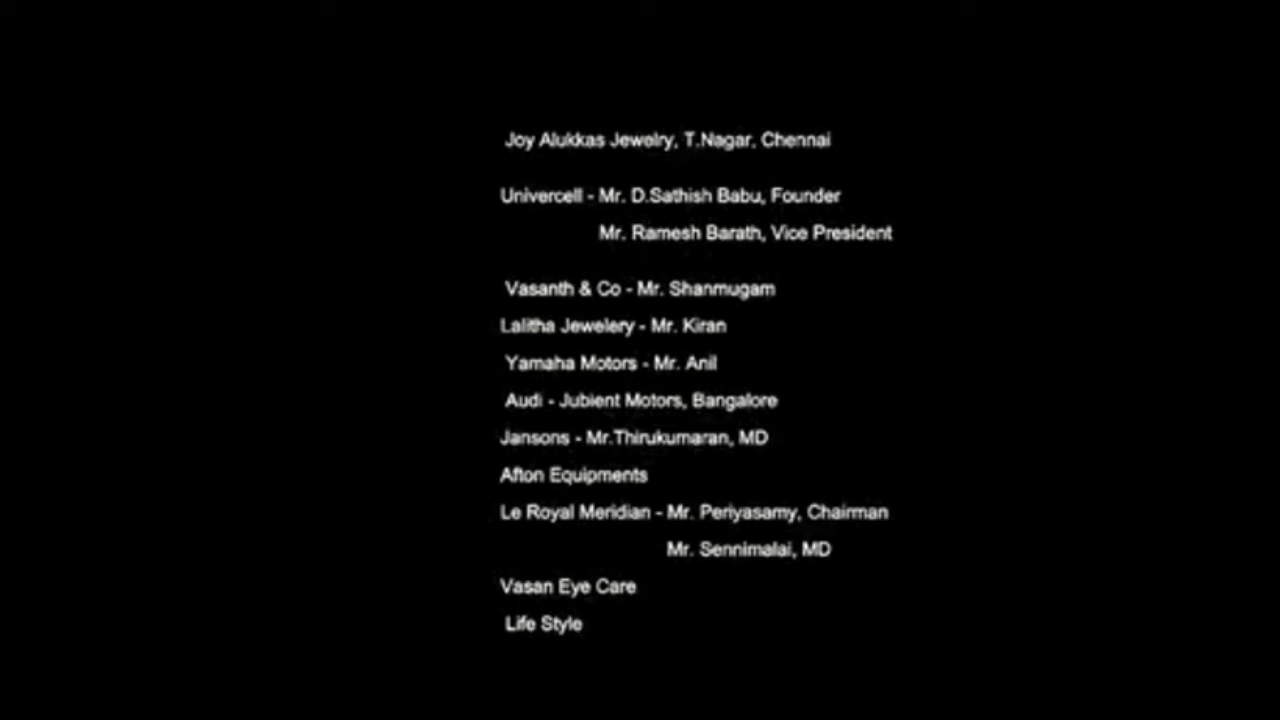 Joy Alukkas Jewelry, T.Nagar, Chennai
Univercell - Mr. D.Sathish Babu, Founder
Mr. Ramesh Barath, Vice President
Vasanth & Co - Mr. Shanmugam
Lalitha Jewelery - Mr. Kiran
Yamaha Motors - Mr. Anil
Audi - Jubient Motors, Bangalore
Jansons - Mr.Thirukumaran, MD
Afton Equipments
Le Royal Meridian - Mr. Periyasamy, Chairman
Mr. Sennimalai, MD
Vasan Eye Care
Life Style